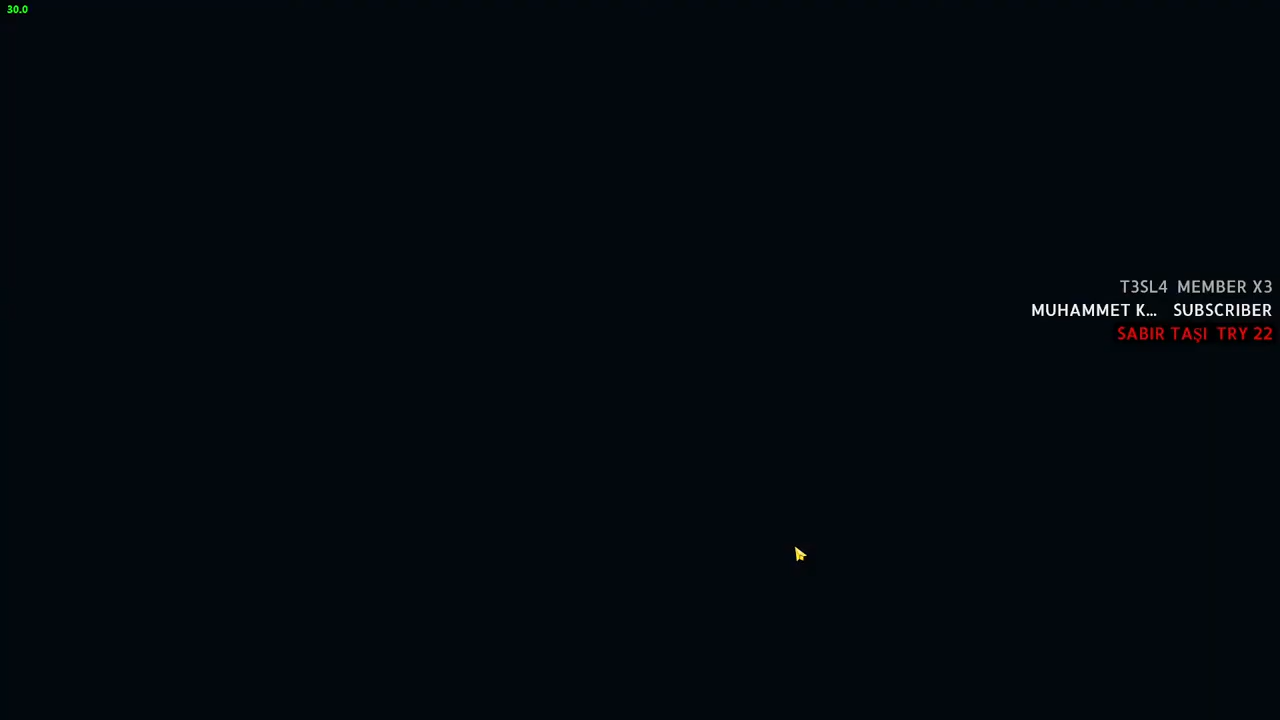 30.0
T3SL4 MEMBER X3
MUHAMMET K... SUBSCRIBER
SABIR TAŞI TRY 22